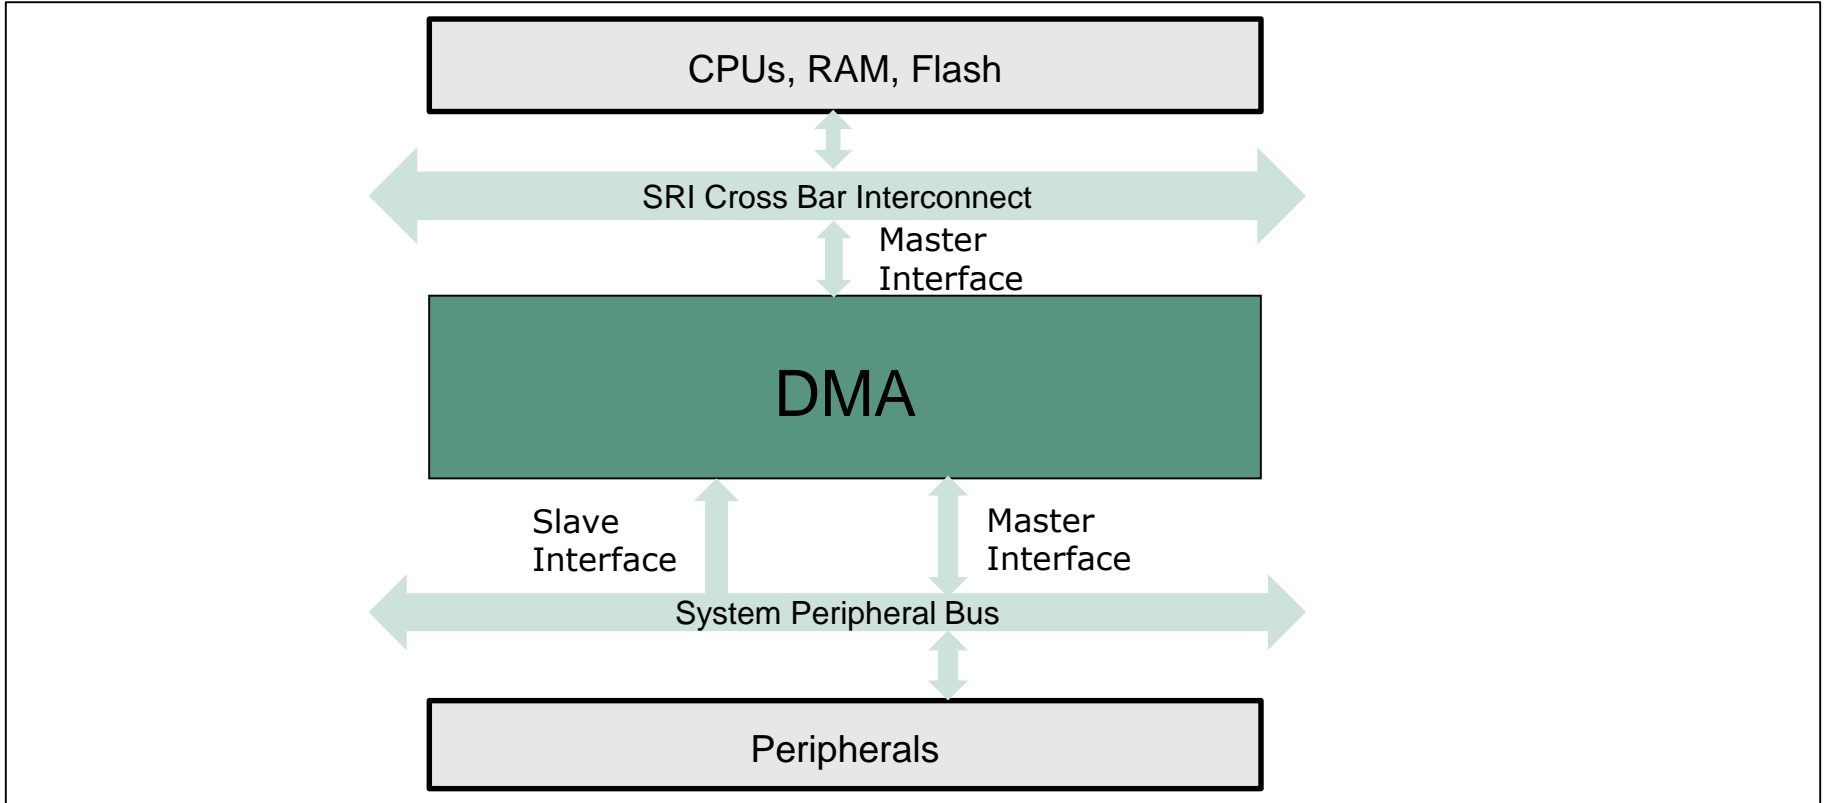 CPUs, RAM, Flash
SRI Cross Bar Interconnect
Master
Interface
DMA
Slave
Interface
Master
Interface
System Peripheral Bus
Peripherals